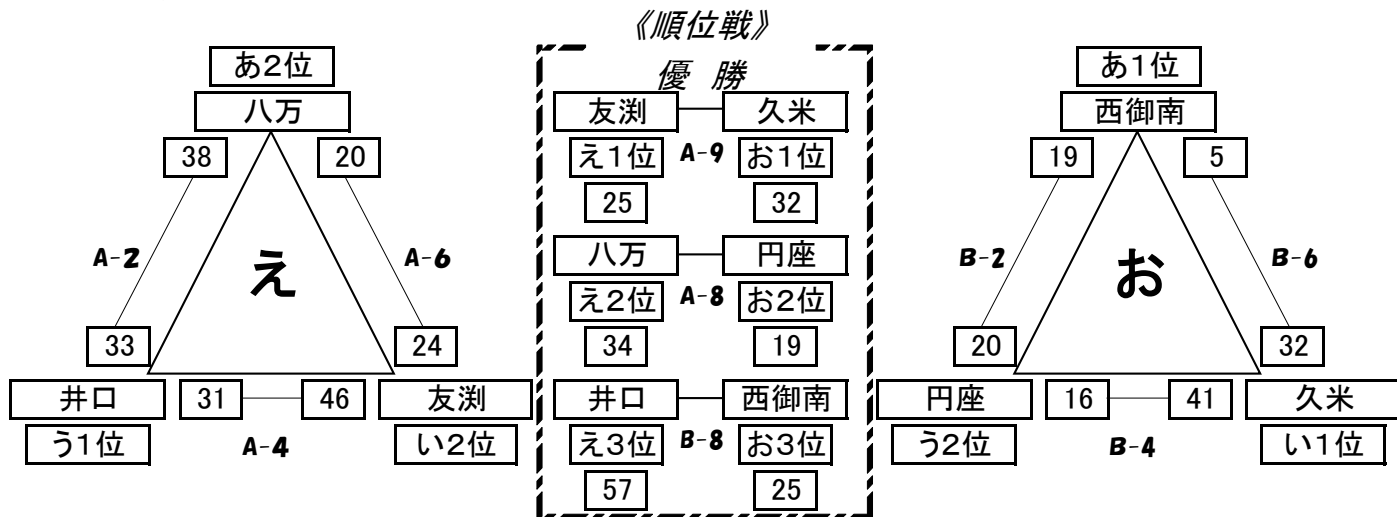 《順位戦》
あ2位
八万
38
20
A-2
え
A-6
33
24
井口
31
46
友渕
う1位
A-4
い2位
優 勝
友渕
久米
え1位
A-9
お1位
25
32
八万
円座
え2位
A-8
お2位
34
19
井口
西御南
え3位
B-8
お3位
57
25
あ1位
西御南
19
5
B-2
お
B-6
20
32
円座
16
41
久米
う2位
B-4
い1位